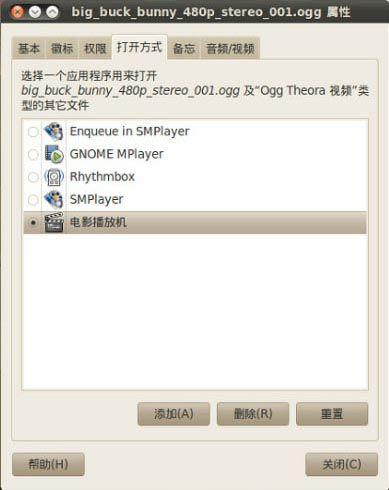 big_buck_bunny_480p_stereo_001.ogg 属性
基本 徽标 权限 打开方式 备忘 音频/视频
选择一个应用程序用来打开
big_buck_bunny_480p_stereo_001.ogg 及“Ogg Theora 视频”类
型的其它文件
Enqueue in SMPlayer
GNOME MPlayer
Rhythmbox
SMPlayer
电影播放机
添加(A) 删除(R) 重置
帮助(H) 关闭(C)